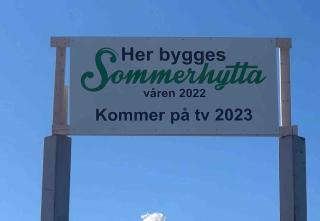 Her bygges
Sommerhytta
våren 2022
Kommer på tv 2023